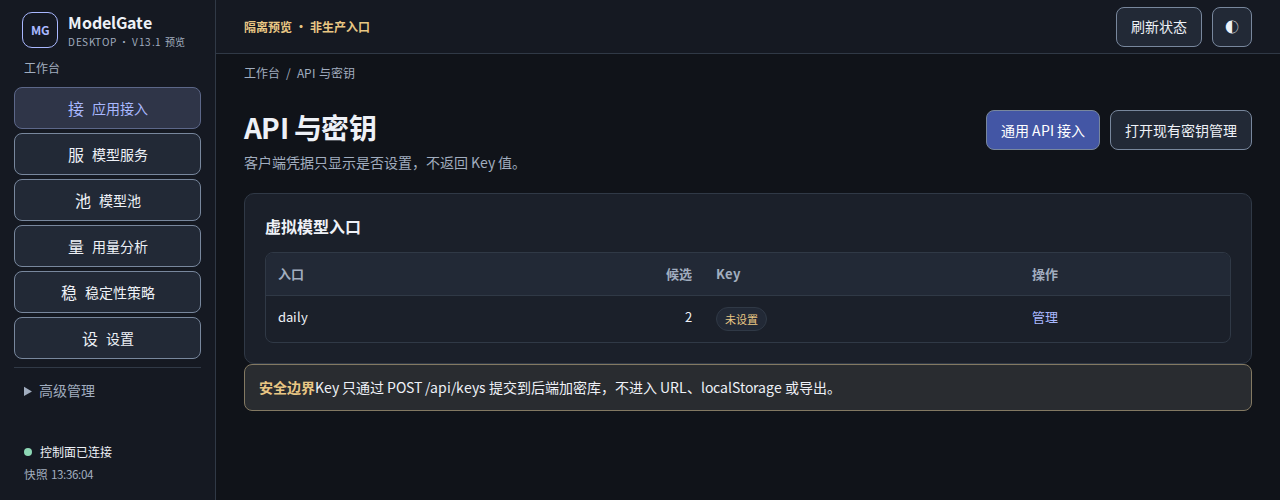 MG
ModelGate
DESKTOP · V13.1 预览
工作台
接 应用接入
服 模型服务
池 模型池
量 用量分析
稳 稳定性策略
设 设置
▶ 高级管理
控制面已连接
快照 13:36:04
隔离预览 · 非生产入口
刷新状态
工作台 / API 与密钥
API 与密钥
客户端凭据只显示是否设置，不返回 Key 值。
通用 API 接入
打开现有密钥管理
虚拟模型入口
入口 候选 Key 操作
daily 2 未设置 管理
安全边界Key 只通过 POST /api/keys 提交到后端加密库，不进入 URL、localStorage 或导出。